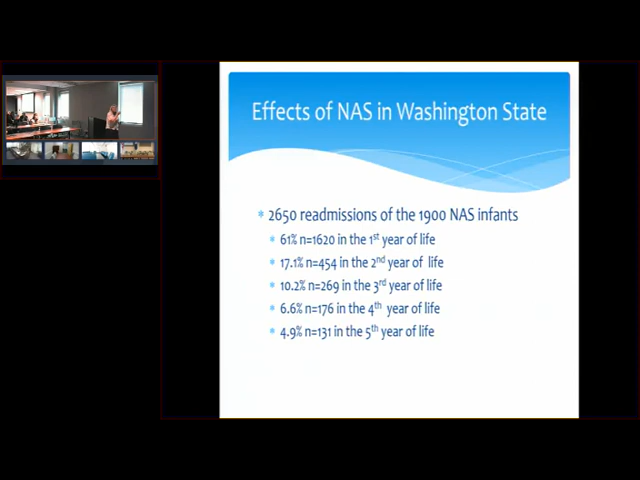 Effects of NAS in Washington State
* 2650 readmissions of the 1900 NAS infants
* 61% n=1620 in the 1st year of life
* 17.1% n=454 in the 2nd year of life
* 10.2% n=269 in the 3rd year of life
* 6.6% n=176 in the 4th year of life
* 4.9% n=131 in the 5th year of life